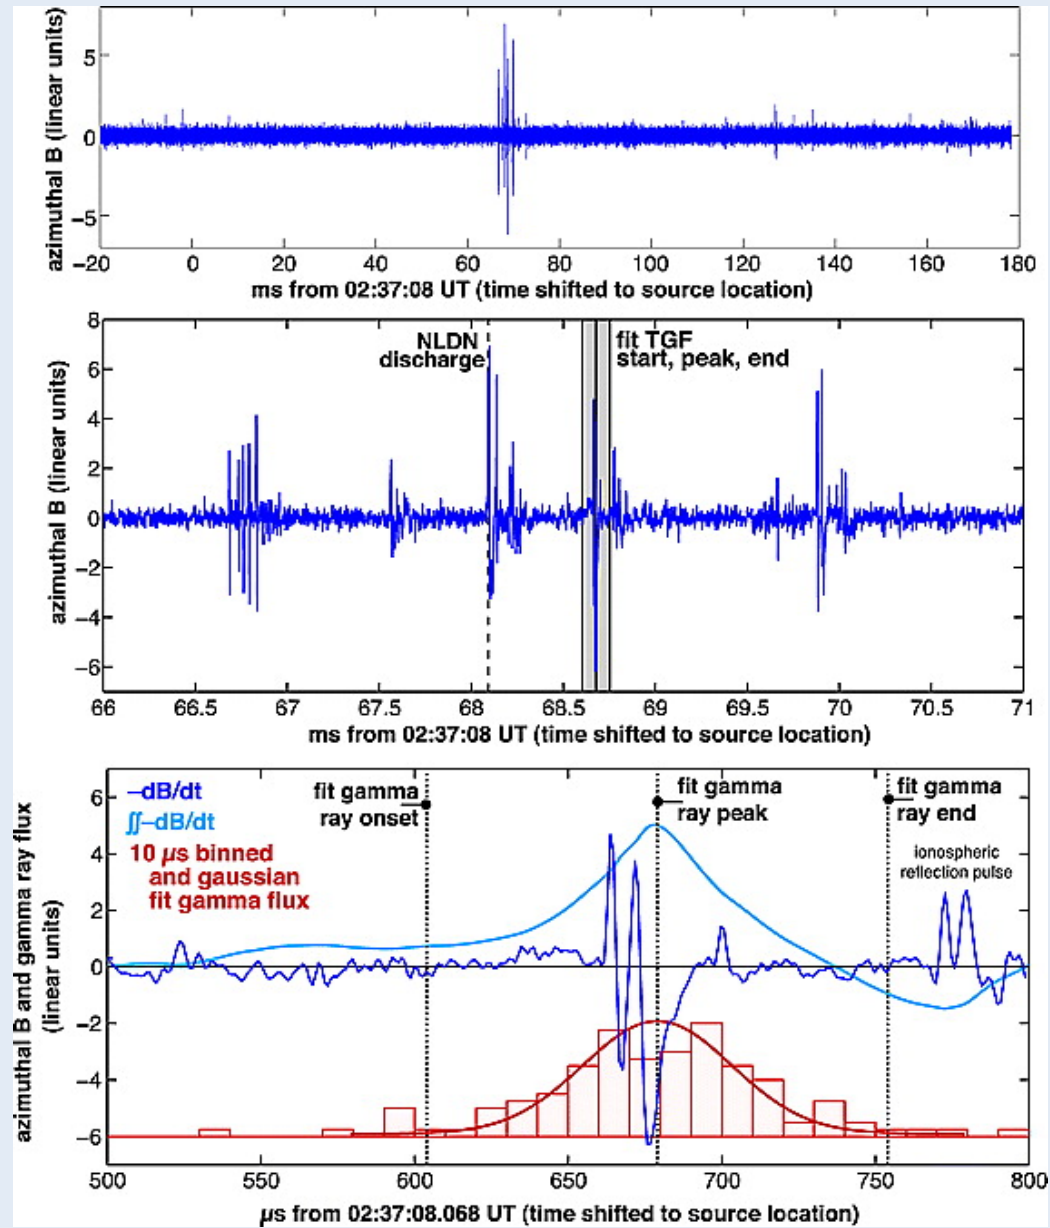 azimuthal B (linear units)
5
0
−5
−20 0 20 40 60 80 100 120 140 160 180
ms from 02:37:08 UT (time shifted to source location)
azimuthal B (linear units)
8
6
4
2
0
−2
−4
−6
NLDN
discharge
fit TGF
start, peak, end
66 66.5 67 67.5 68 68.5 69 69.5 70 70.5 71
ms from 02:37:08 UT (time shifted to source location)
azimuthal B and gamma ray flux
(linear units)
6
4
2
0
−2
−4
−6
−dB/dt
∫∫−dB/dt
10 µs binned
and gaussian
fit gamma flux
fit gamma
ray onset
fit gamma
ray peak
fit gamma
ray end
ionospheric
reflection pulse
500 550 600 650 700 750 800
µs from 02:37:08.068 UT (time shifted to source location)